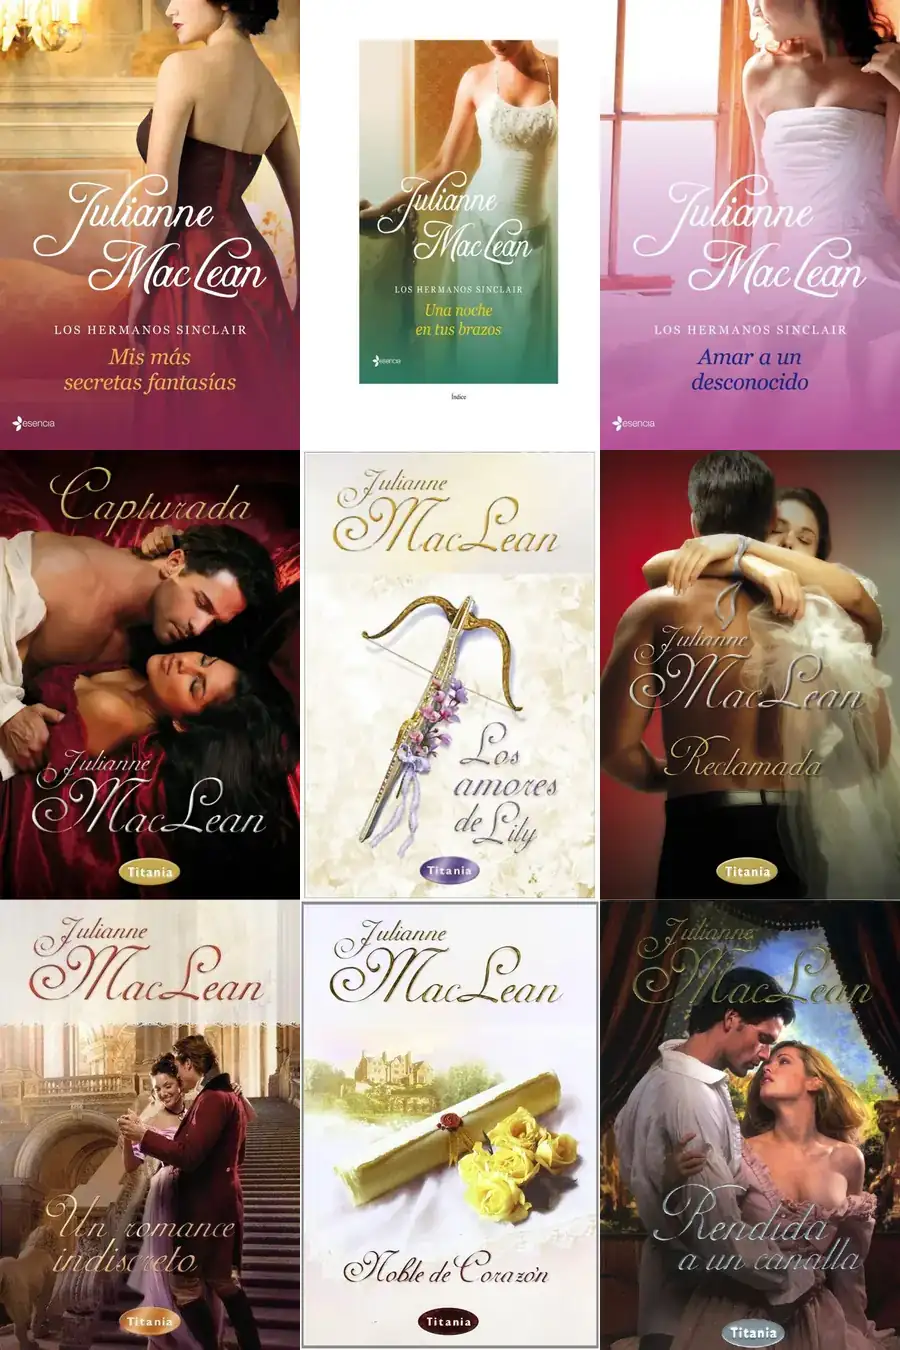 Julianne
MacLean
LOS HERMANOS SINCLAIR
Mis más
secretas fantasías
esencia
Julianne
MacLean
LOS HERMANOS SINCLAIR
Una noche
en tus brazos
esencia
Índice
Julianne
MacLean
LOS HERMANOS SINCLAIR
Amar a un
desconocido
esencia
Capturada
Julianne
MacLean
Titania
Julianne
MacLean
Los
amores
de Lily
Titania
Julianne
MacLean
Reclamada
Titania
Julianne
MacLean
Un romance
indiscreto
Titania
Julianne
MacLean
Noble de Corazón
Titania
Julianne
MacLean
Rendida
a un canalla
Titania